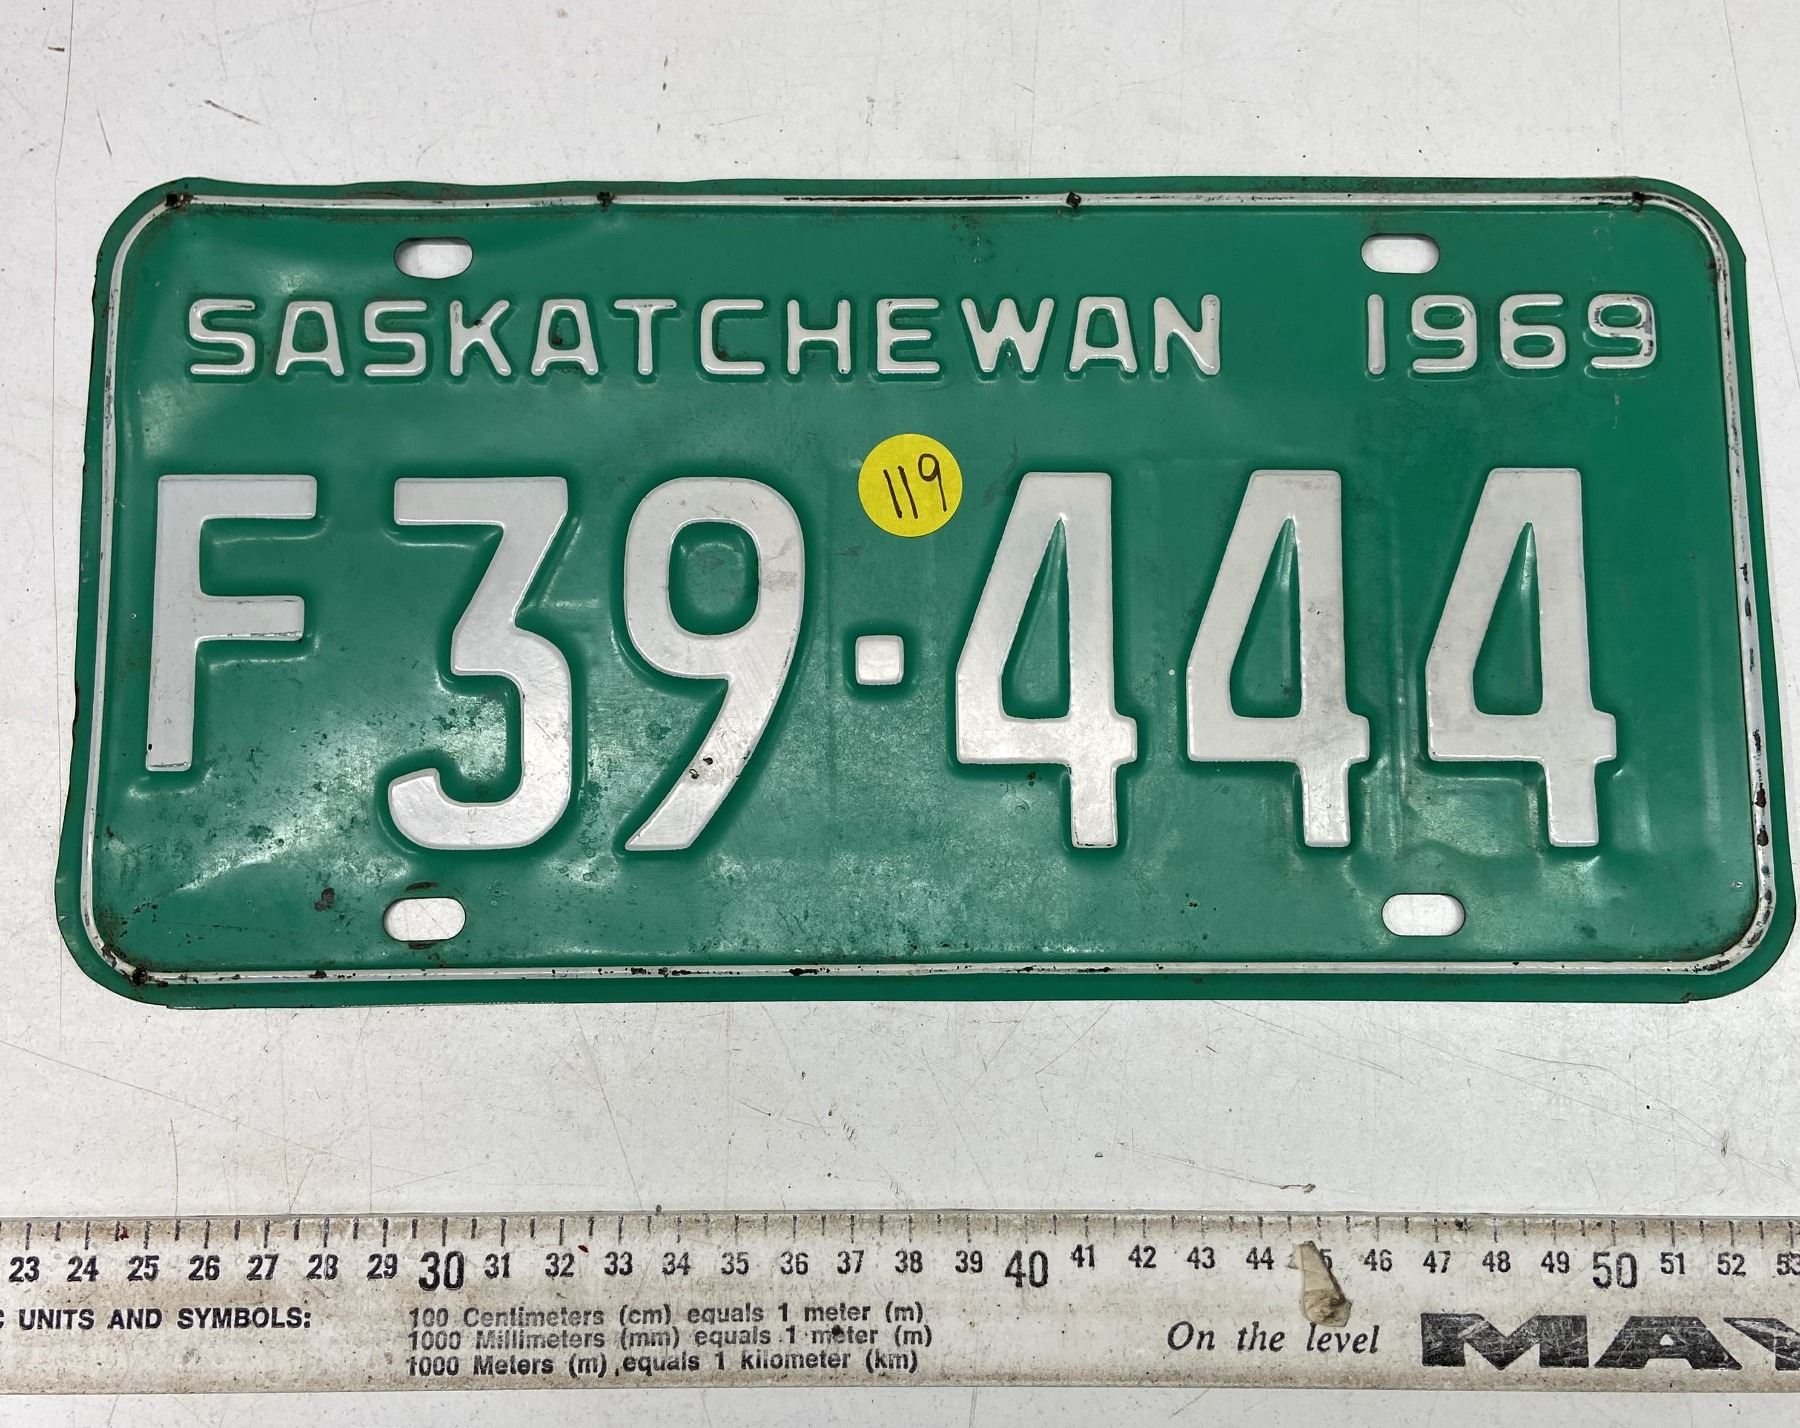 SASKATCHEWAN 1969
119
F39·444
23 24 25 26 27 28 29 30 31 32 33 34 35 36 37 38 39 40 41 42 43 44 45 46 47 48 49 50 51 52 53
UNITS AND SYMBOLS:
100 Centimeters (cm) equals 1 meter (m)
1000 Millimeters (mm) equals 1 meter (m)
1000 Meters (m) equals 1 kilometer (km)
On the level
MAY